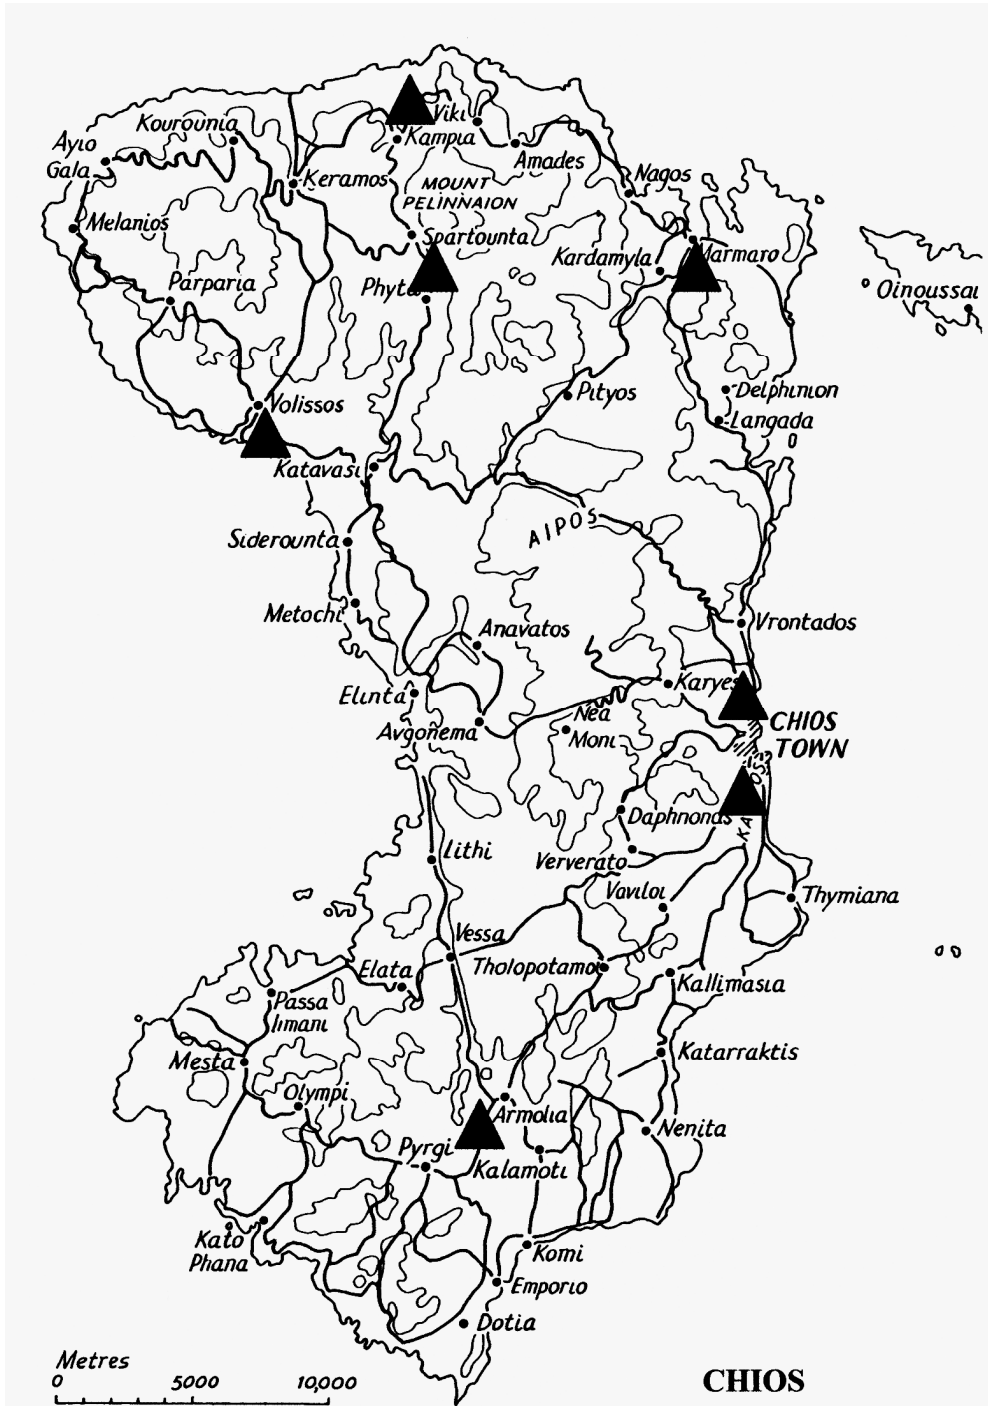 Viki
Kourounia
Kampia
Ayio
Gala
Amades
Keramos
Nagos
MOUNT
PELINNAION
Melanios
Spartounta
Kardamyla
Marmaro
Parparia
Phyta
Oinoussai
Pityos
Delphinion
Volissos
Langada
Katavasi
AIPOS
Siderounta
Metochi
Vrontados
Anavatos
Elinta
Karyes
Nea
Moni
Avgonema
CHIOS
TOWN
Daphnonas
Lithi
Ververato
Vaviloi
Thymiana
Vessa
Elata
Tholopotamo
Kallimasia
Passa
limani
Mesta
Katarraktis
Olympi
Armolia
Nenita
Pyrgi
Kalamoti
Kato
Phana
Komi
Emporio
Dotia
Metres
0 5000 10,000
CHIOS